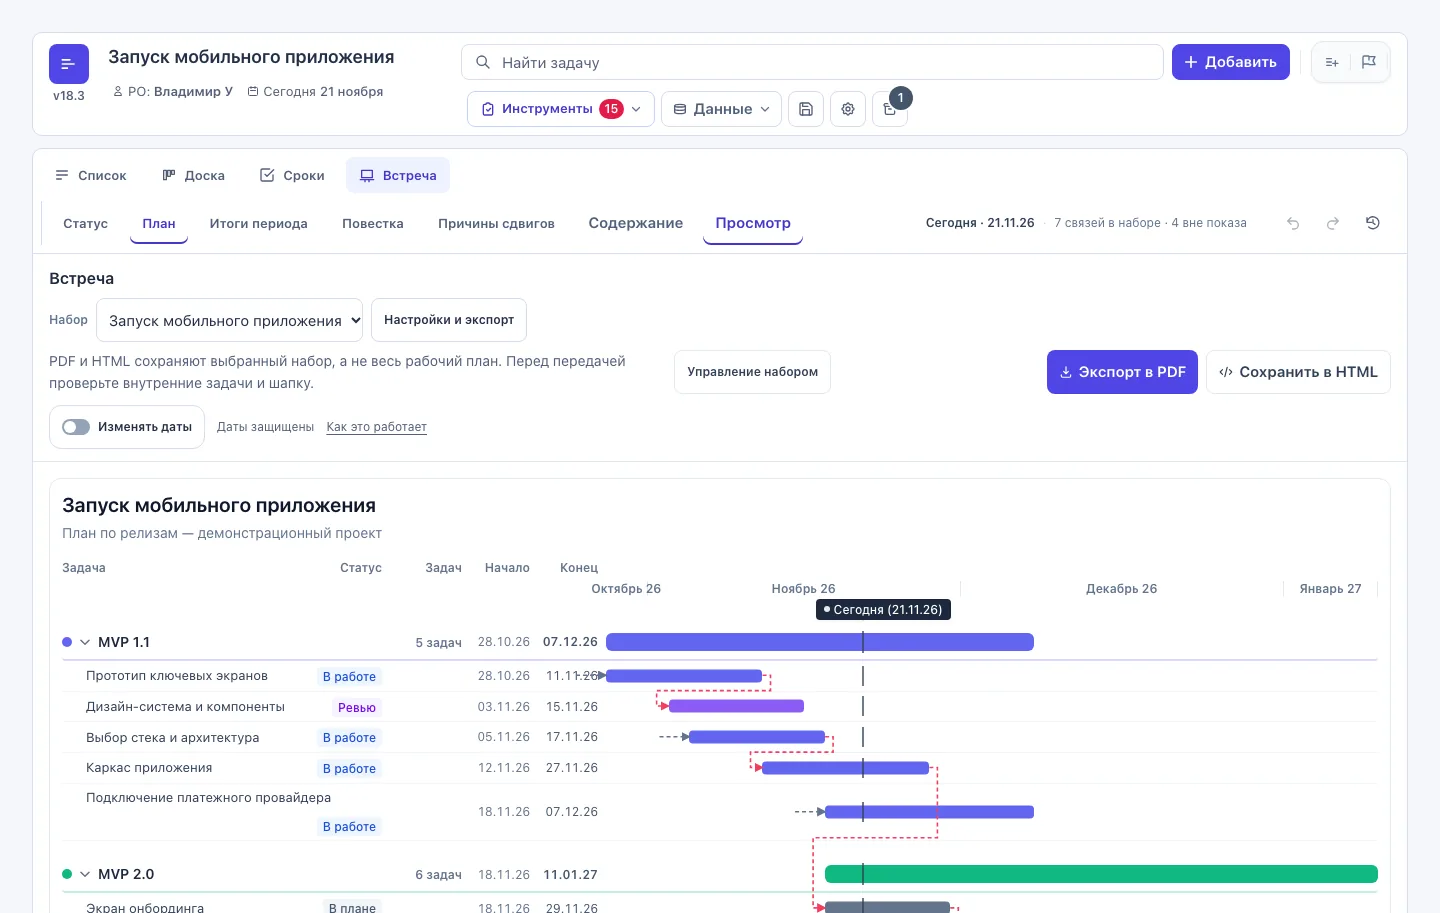 Запуск мобильного приложения
v18.3
PO: Владимир У
Сегодня 21 ноября
Найти задачу
Добавить
Инструменты 15
Данные
1
Список
Доска
Сроки
Встреча
Статус
План
Итоги периода
Повестка
Причины сдвигов
Содержание
Просмотр
Сегодня · 21.11.26 · 7 связей в наборе · 4 вне показа
Встреча
Набор
Запуск мобильного приложения
Настройки и экспорт
PDF и HTML сохраняют выбранный набор, а не весь рабочий план. Перед передачей
проверьте внутренние задачи и шапку.
Управление набором
Экспорт в PDF
Сохранить в HTML
Изменять даты
Даты защищены
Как это работает
Запуск мобильного приложения
План по релизам — демонстрационный проект
Задача Статус Задач Начало Конец
Октябрь 26 Ноябрь 26 Декабрь 26 Январь 27
Сегодня (21.11.26)
MVP 1.1 5 задач 28.10.26 07.12.26
Прототип ключевых экранов В работе 28.10.26 11.11.26
Дизайн-система и компоненты Ревью 03.11.26 15.11.26
Выбор стека и архитектура В работе 05.11.26 17.11.26
Каркас приложения В работе 12.11.26 27.11.26
Подключение платежного провайдера
В работе 18.11.26 07.12.26
MVP 2.0 6 задач 18.11.26 11.01.27
Экран онбординга В плане 18.11.26 29.11.26